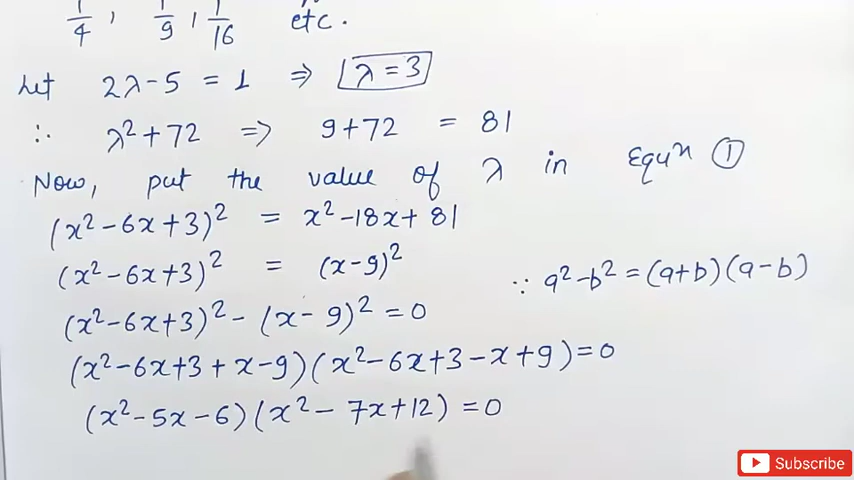 1/4 , 1/9 , 1/16 etc.
Let 2λ-5 = 1 ⇒ λ = 3
∴ λ²+72 ⇒ 9+72 = 81
Now, put the value of λ in Equⁿ ①
(x²-6x+3)² = x²-18x+81
(x²-6x+3)² = (x-9)²
∵ a²-b² = (a+b)(a-b)
(x²-6x+3)² - (x-9)² = 0
(x²-6x+3+x-9)(x²-6x+3-x+9)=0
(x²-5x-6)(x²-7x+12)=0
Subscribe